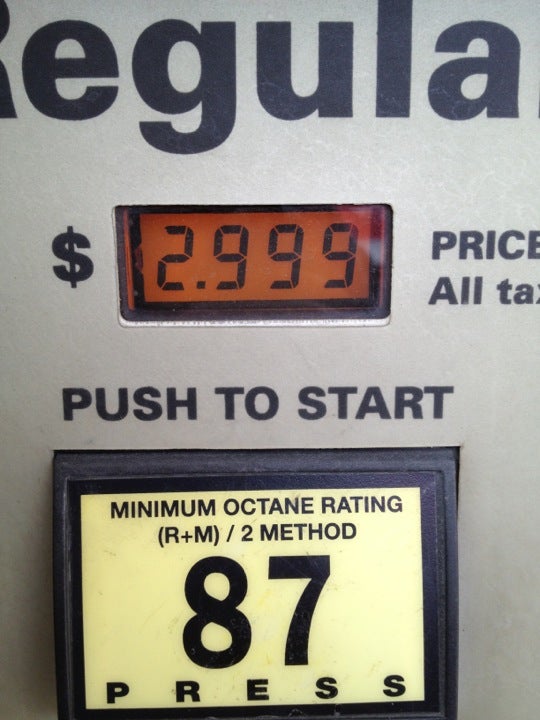 Regula
$ 2.999 PRICE
All ta
PUSH TO START
MINIMUM OCTANE RATING
(R+M) / 2 METHOD
87
PRESS